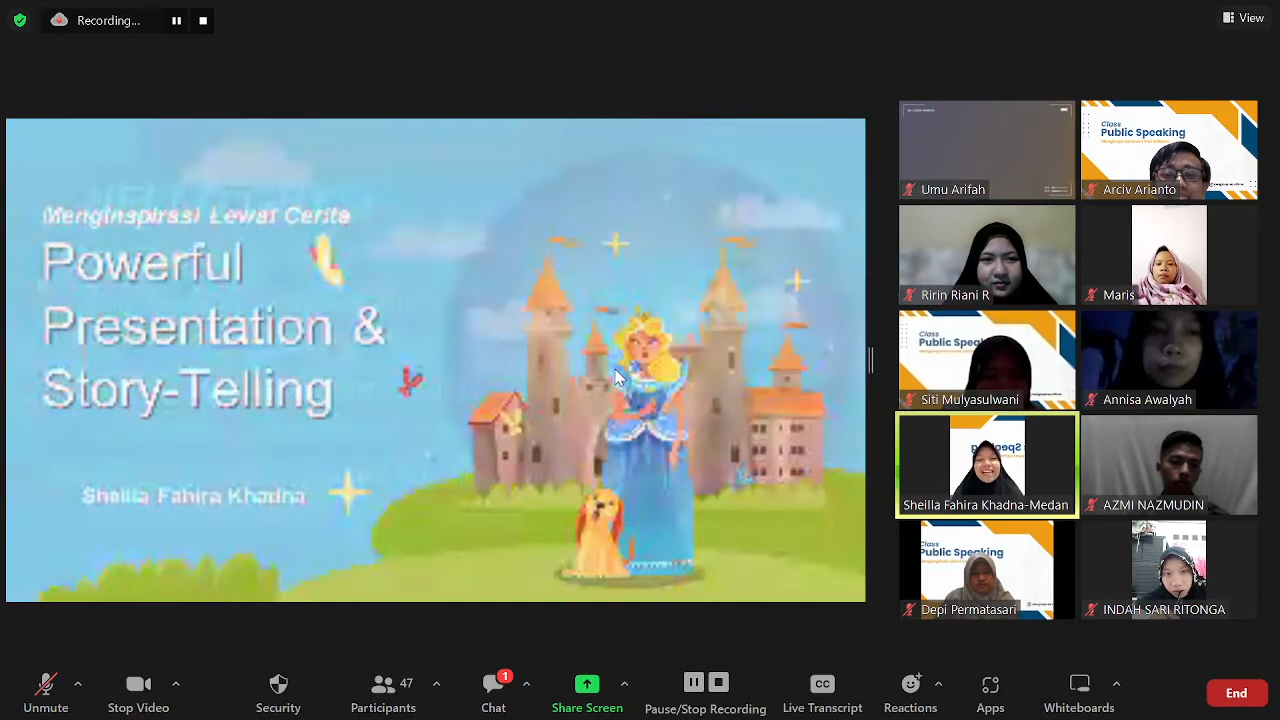 Recording...
View
Menginspirasi Lewat Cerita
Powerful
Presentation &
Story-Telling
Sheilla Fahira Khadna
Umu Arifah
Class
Public Speaking
Arciv Arianto
Ririn Riani R
Maris
Class
Public Speaking
Siti Mulyasulwani
Annisa Awalyah
Sheilla Fahira Khadna-Medan
AZMI NAZMUDIN
Class
Public Speaking
Depi Permatasari
INDAH SARI RITONGA
Unmute
Stop Video
Security
47
Participants
1
Chat
Share Screen
Pause/Stop Recording
CC
Live Transcript
Reactions
Apps
Whiteboards
End